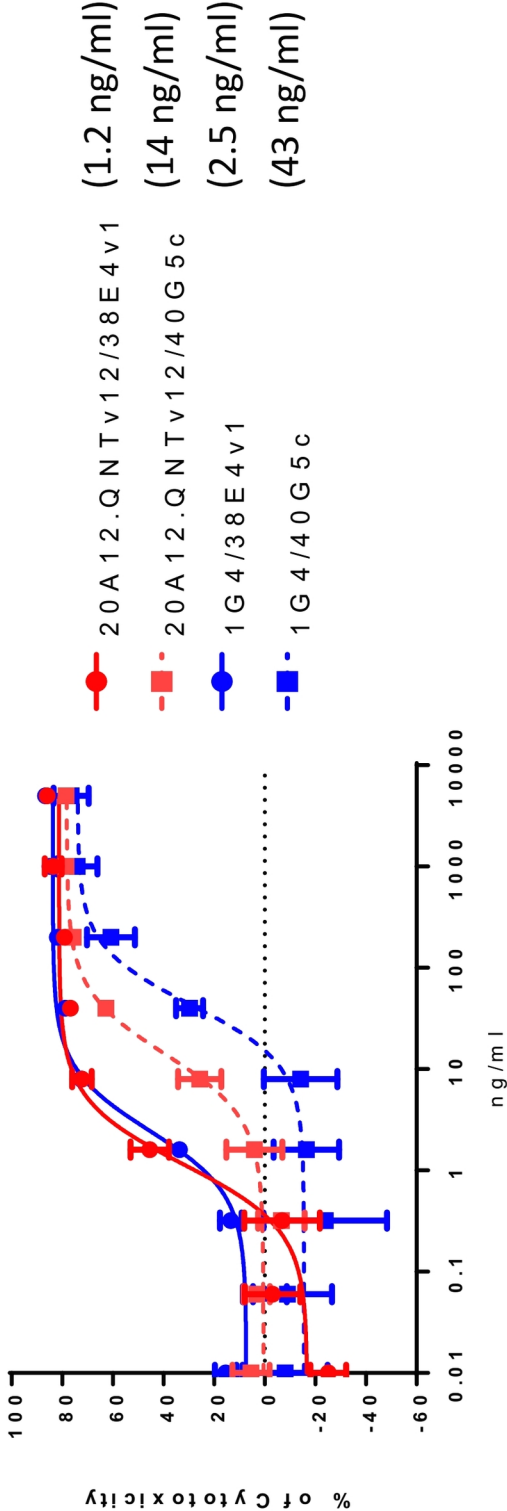 % of Cytotoxicity
100
80
60
40
20
0
-20
-40
-60
0.01 0.1 1 10 100 1000 10000
ng/ml
20A12.QNTv12/38E4v1 (1.2 ng/ml)
20A12.QNTv12/40G5c (14 ng/ml)
1G4/38E4v1 (2.5 ng/ml)
1G4/40G5c (43 ng/ml)